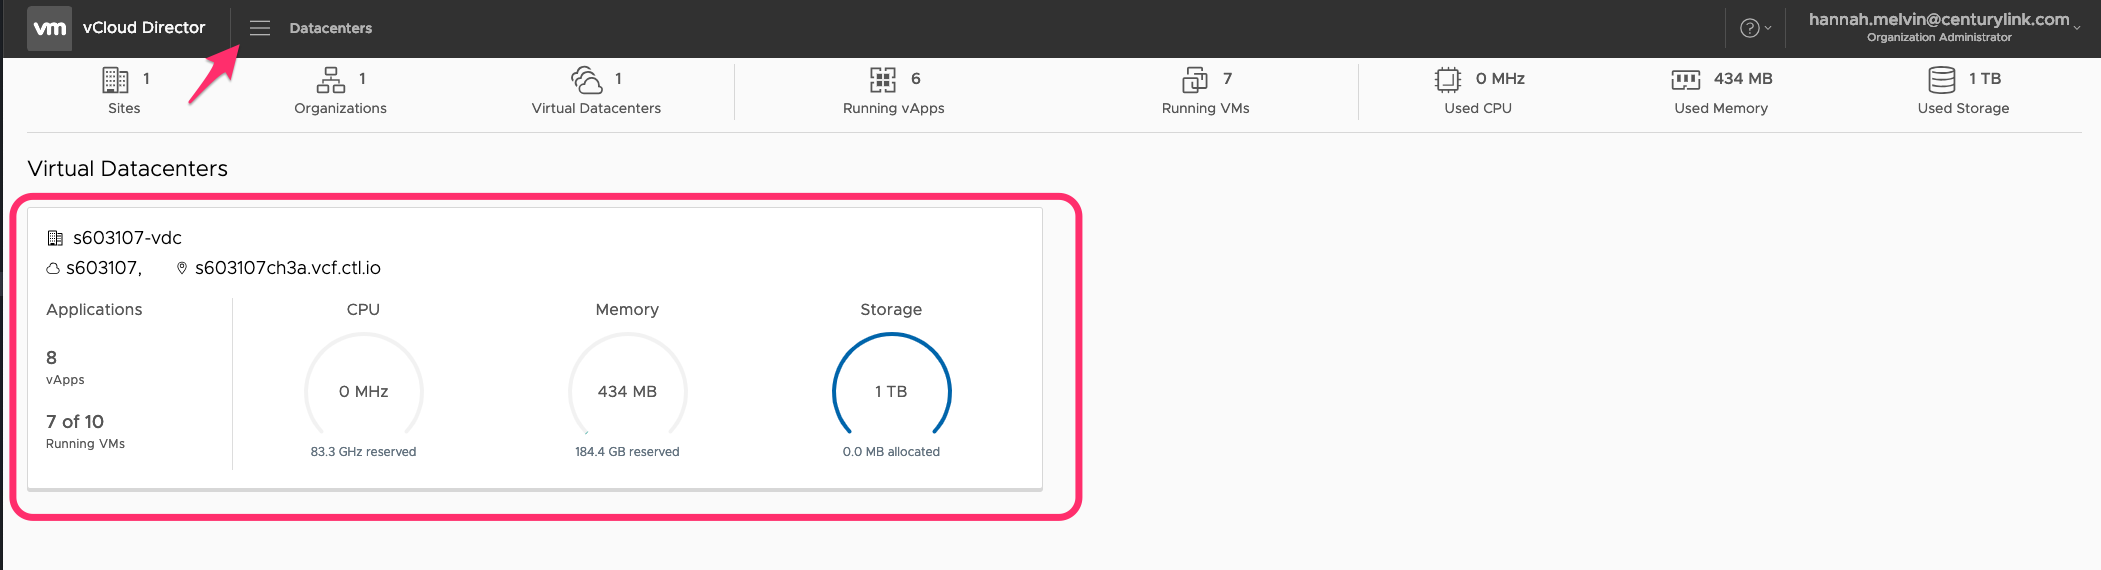 vm vCloud Director Datacenters hannah.melvin@centurylink.com
Organization Administrator
1 1 1 6 7 0 MHz 434 MB 1 TB
Sites Organizations Virtual Datacenters Running vApps Running VMs Used CPU Used Memory Used Storage
Virtual Datacenters
s603107-vdc
s603107, s603107ch3a.vcf.ctl.io
Applications CPU Memory Storage
8
vApps
0 MHz 434 MB 1 TB
7 of 10
Running VMs
83.3 GHz reserved 184.4 GB reserved 0.0 MB allocated